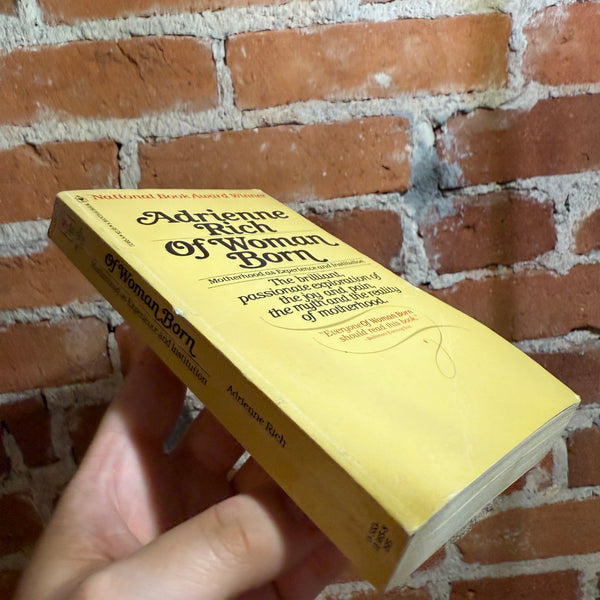 National Book Award Winner
Adrienne
Rich
Of Woman
Born
Motherhood as Experience and Institution
The brilliant,
passionate exploration of
the joy and pain,
the myth and the reality
of motherhood.
"Everyone Of Woman Born
should read this book."
Of Woman Born
Motherhood as Experience and Institution
Adrienne Rich